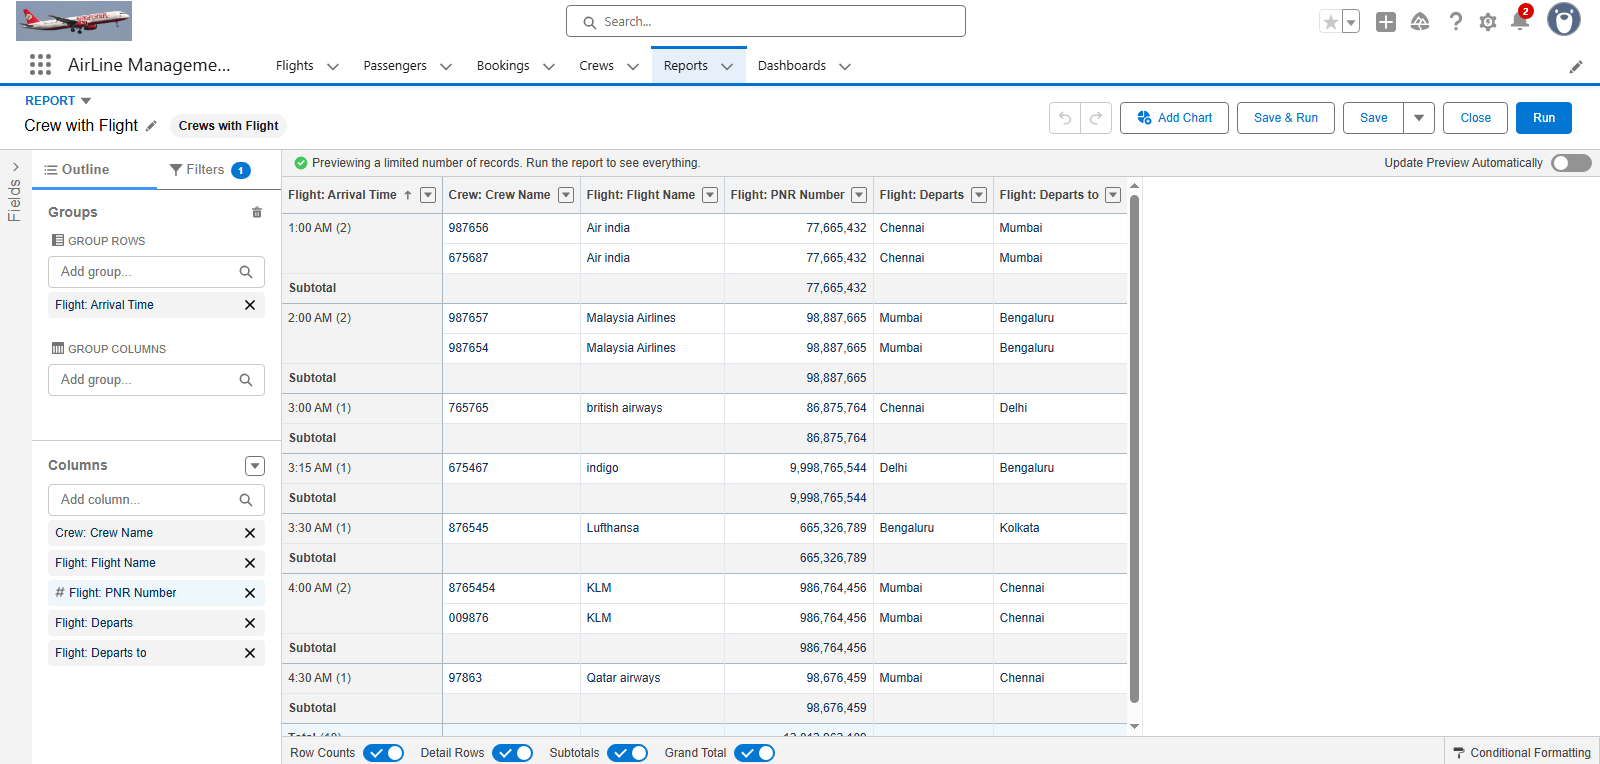 Search...
2
AirLine Manageme...
Flights
Passengers
Bookings
Crews
Reports
Dashboards
REPORT
Crew with Flight
Crews with Flight
Add Chart
Save & Run
Save
Close
Run
Fields
Outline
Filters 1
Previewing a limited number of records. Run the report to see everything.
Update Preview Automatically
Groups
GROUP ROWS
Add group...
Flight: Arrival Time
GROUP COLUMNS
Add group...
Columns
Add column...
Crew: Crew Name
Flight: Flight Name
# Flight: PNR Number
Flight: Departs
Flight: Departs to
Flight: Arrival Time ↑ Crew: Crew Name Flight: Flight Name Flight: PNR Number Flight: Departs Flight: Departs to
1:00 AM (2) 987656 Air india 77,665,432 Chennai Mumbai
675687 Air india 77,665,432 Chennai Mumbai
Subtotal 77,665,432
2:00 AM (2) 987657 Malaysia Airlines 98,887,665 Mumbai Bengaluru
987654 Malaysia Airlines 98,887,665 Mumbai Bengaluru
Subtotal 98,887,665
3:00 AM (1) 765765 british airways 86,875,764 Chennai Delhi
Subtotal 86,875,764
3:15 AM (1) 675467 indigo 9,998,765,544 Delhi Bengaluru
Subtotal 9,998,765,544
3:30 AM (1) 876545 Lufthansa 665,326,789 Bengaluru Kolkata
Subtotal 665,326,789
4:00 AM (2) 8765454 KLM 986,764,456 Mumbai Chennai
009876 KLM 986,764,456 Mumbai Chennai
Subtotal 986,764,456
4:30 AM (1) 97863 Qatar airways 98,676,459 Mumbai Chennai
Subtotal 98,676,459
Row Counts
Detail Rows
Subtotals
Grand Total
Conditional Formatting